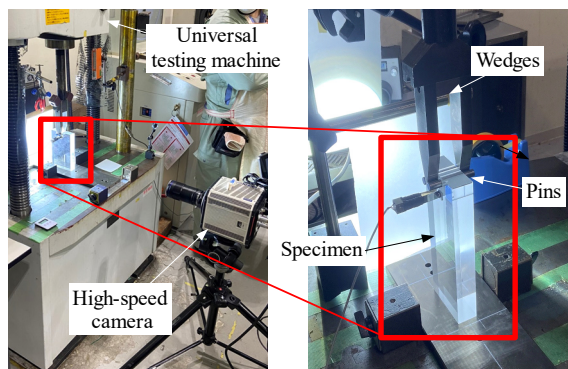 Universal
testing machine
High-speed
camera
Wedges
Pins
Specimen